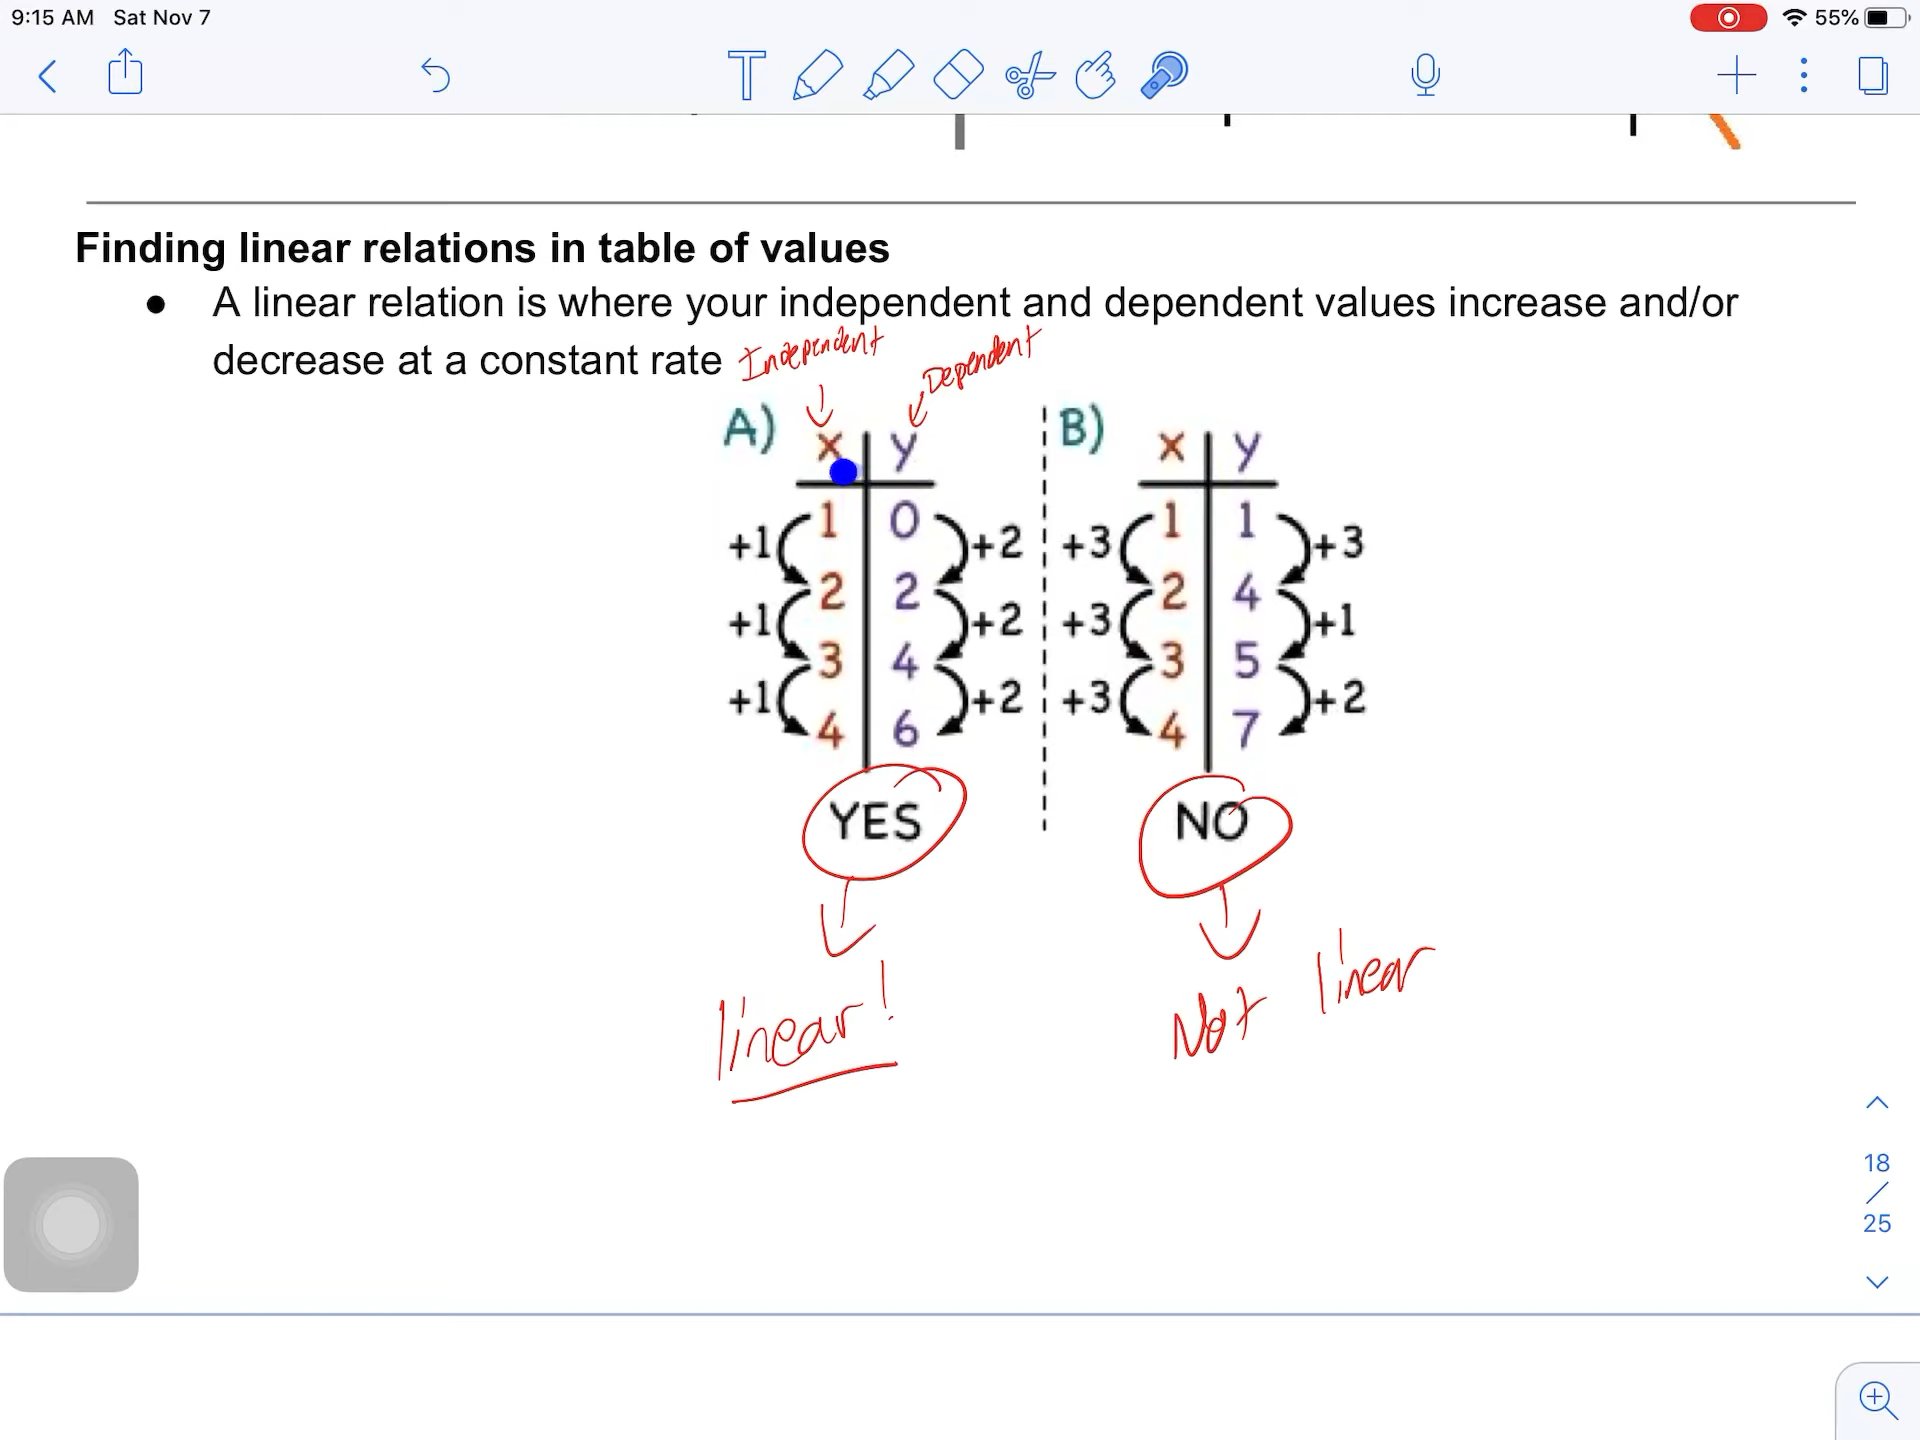 9:15 AM Sat Nov 7
55%
T
Finding linear relations in table of values
● A linear relation is where your independent and dependent values increase and/or
decrease at a constant rate
Independent
Dependent
A) x y
+1 1 0 +2
+1 2 2 +2
+1 3 4 +2
4 6
YES
linear!
B) x y
+3 1 1 +3
+3 2 4 +1
+3 3 5 +2
4 7
NO
Not linear
18
/
25